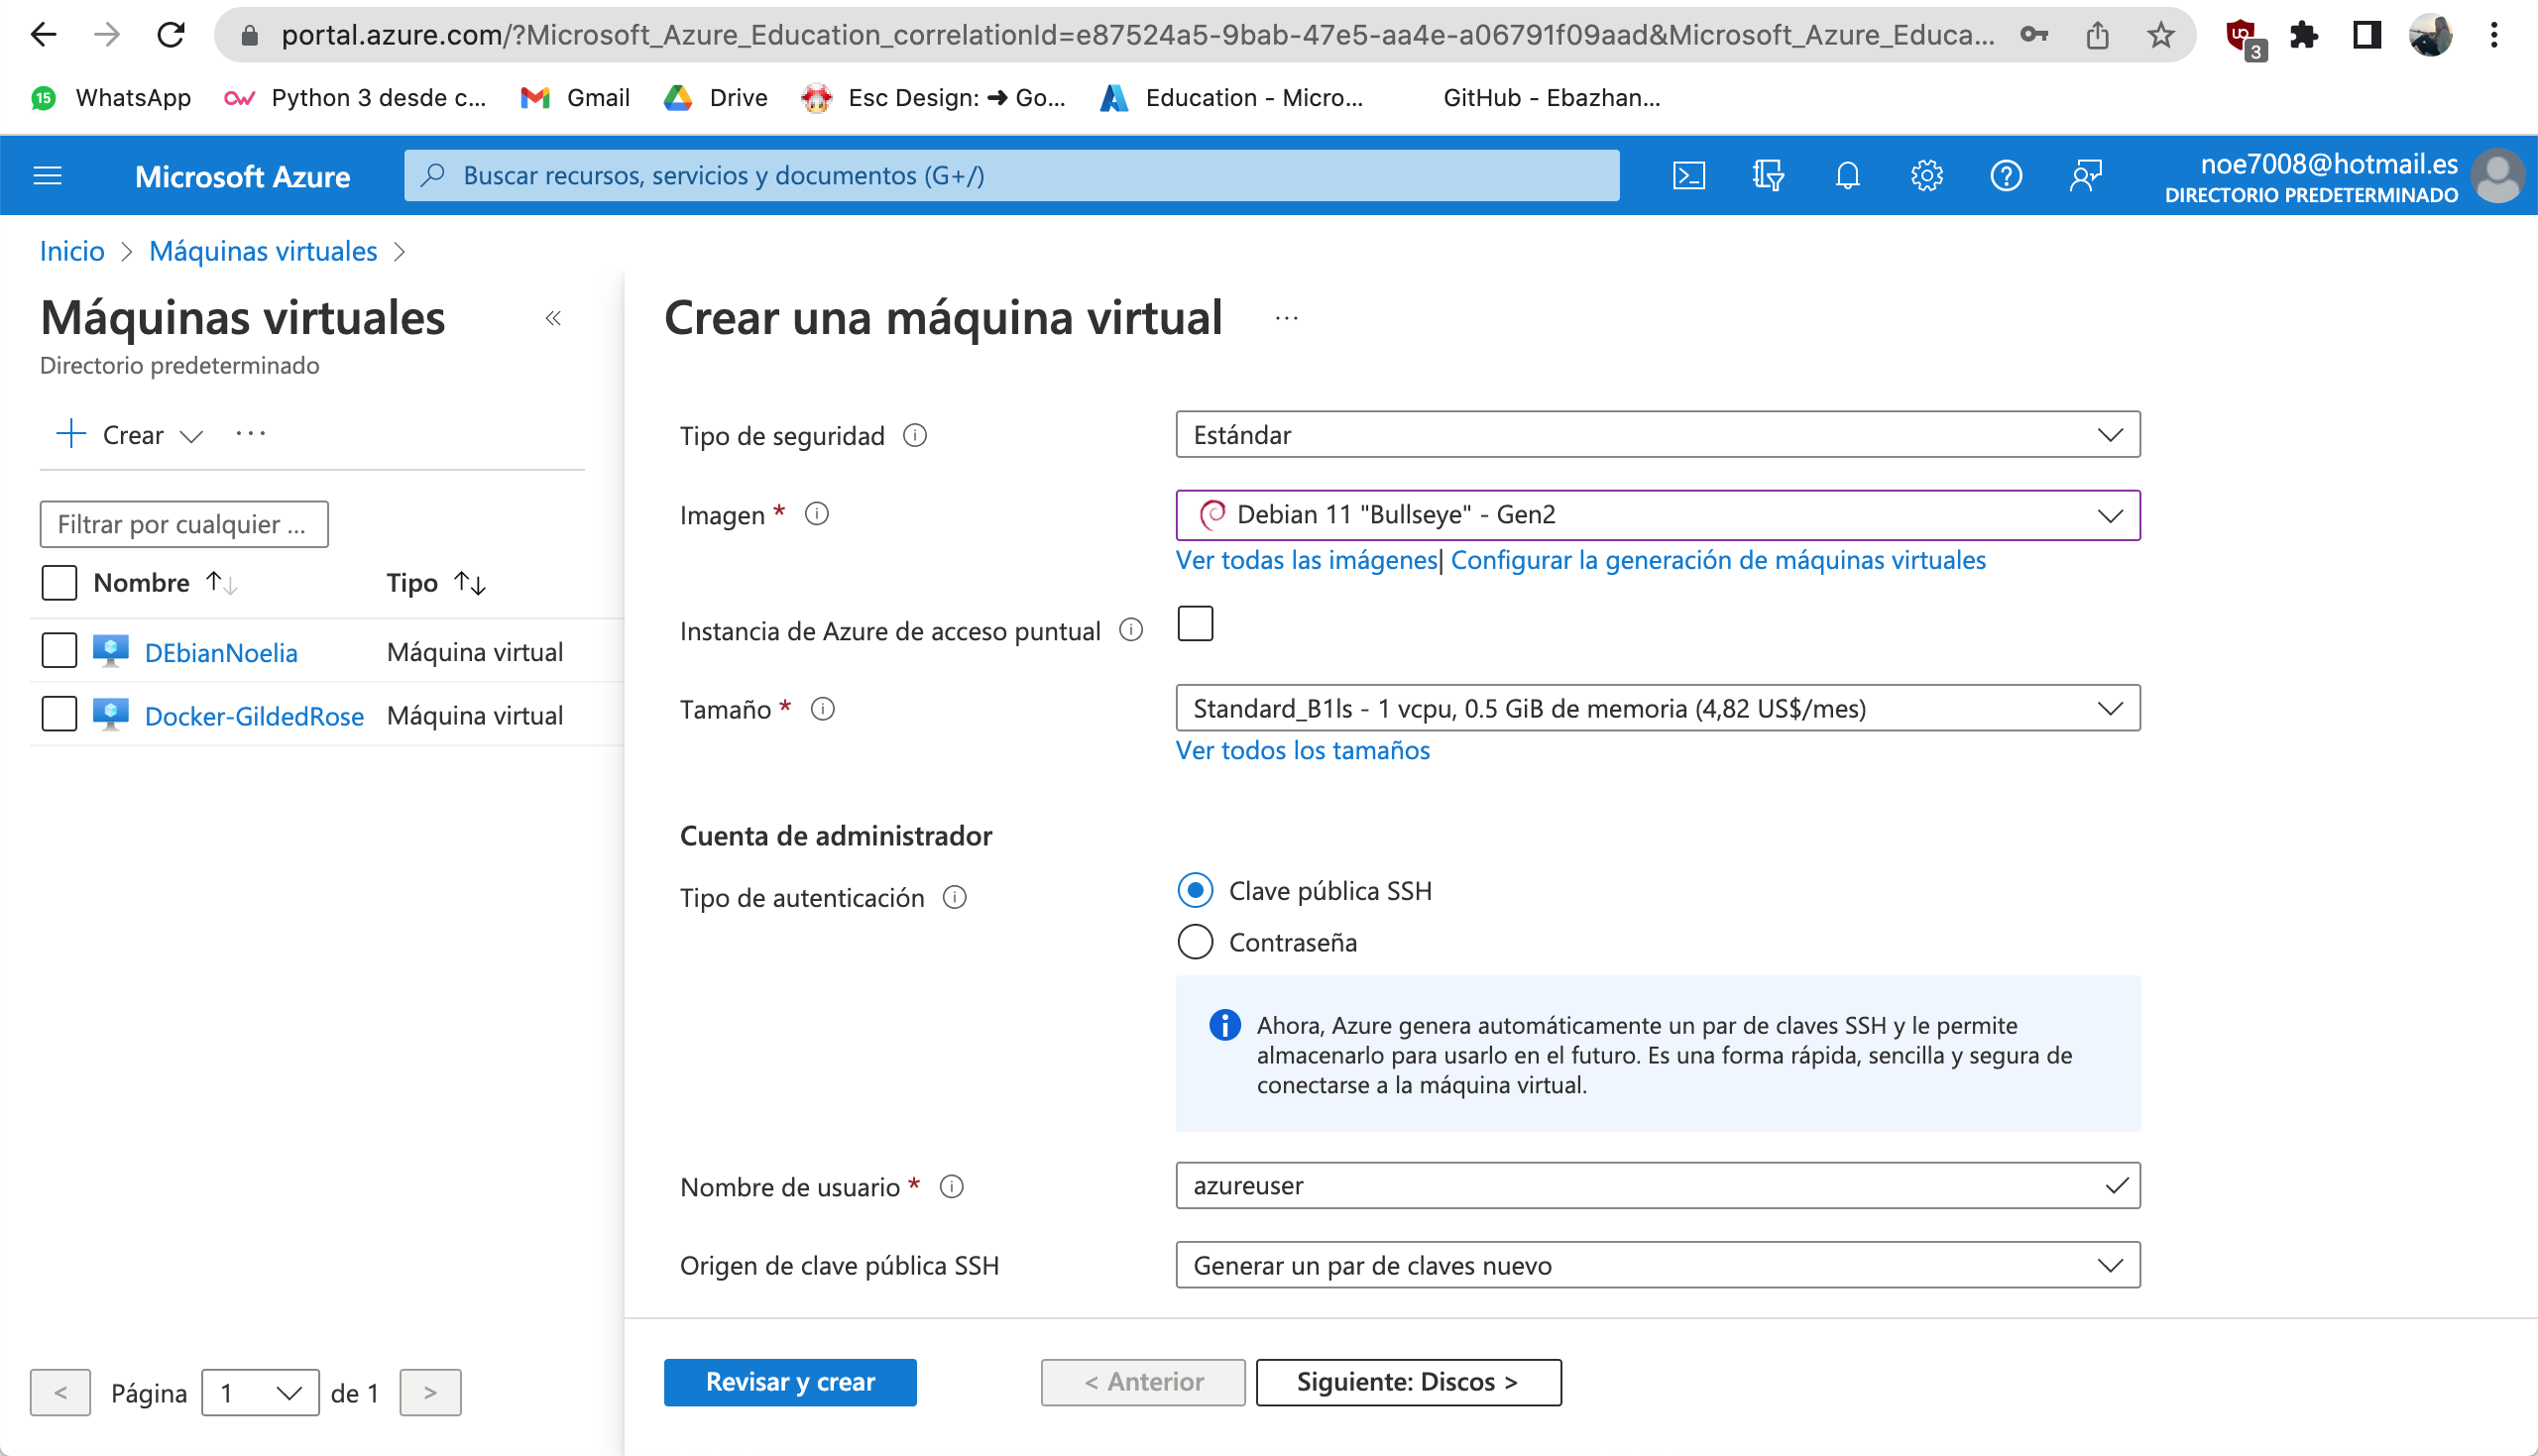 portal.azure.com/?Microsoft_Azure_Education_correlationId=e87524a5-9bab-47e5-aa4e-a06791f09aad&Microsoft_Azure_Educa...
3
15 WhatsApp
Python 3 desde c...
Gmail
Drive
Esc Design: ➜ Go...
Education - Micro...
GitHub - Ebazhan...
Microsoft Azure
Buscar recursos, servicios y documentos (G+/)
noe7008@hotmail.es
DIRECTORIO PREDETERMINADO
Inicio > Máquinas virtuales >
Máquinas virtuales «
Directorio predeterminado
+ Crear ...
Filtrar por cualquier ...
Nombre ↑↓ Tipo ↑↓
DEbianNoelia Máquina virtual
Docker-GildedRose Máquina virtual
< Página 1 de 1 >
Crear una máquina virtual ...
Tipo de seguridad Estándar
Imagen * Debian 11 "Bullseye" - Gen2
Ver todas las imágenes| Configurar la generación de máquinas virtuales
Instancia de Azure de acceso puntual
Tamaño * Standard_B1ls - 1 vcpu, 0.5 GiB de memoria (4,82 US$/mes)
Ver todos los tamaños
Cuenta de administrador
Tipo de autenticación Clave pública SSH
Contraseña
Ahora, Azure genera automáticamente un par de claves SSH y le permite
almacenarlo para usarlo en el futuro. Es una forma rápida, sencilla y segura de
conectarse a la máquina virtual.
Nombre de usuario * azureuser
Origen de clave pública SSH Generar un par de claves nuevo
Revisar y crear
< Anterior
Siguiente: Discos >